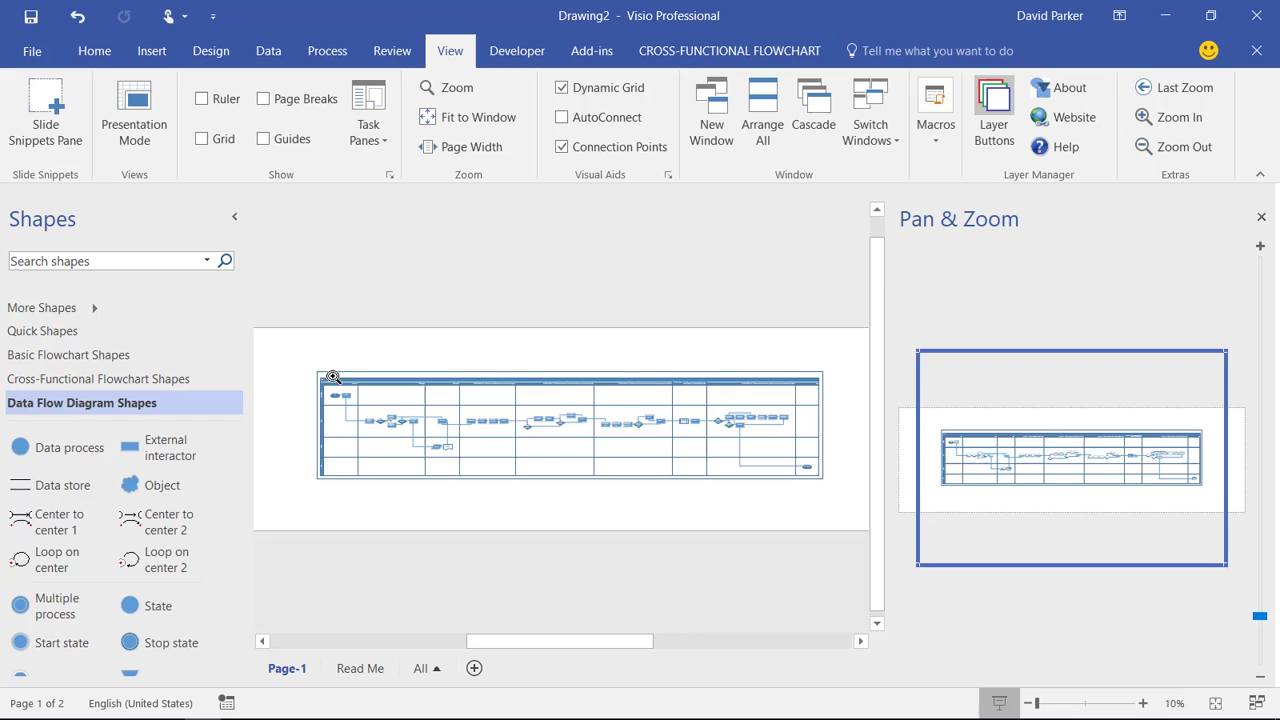 Drawing2 - Visio Professional
David Parker
File
Home
Insert
Design
Data
Process
Review
View
Developer
Add-ins
CROSS-FUNCTIONAL FLOWCHART
Tell me what you want to do
Slide
Snippets Pane
Slide Snippets
Presentation
Mode
Views
Ruler
Page Breaks
Grid
Guides
Task
Panes
Show
Zoom
Fit to Window
Page Width
Zoom
Dynamic Grid
AutoConnect
Connection Points
Visual Aids
New
Window
Arrange
All
Cascade
Switch
Windows
Window
Macros
Layer
Buttons
About
Website
Help
Layer Manager
Last Zoom
Zoom In
Zoom Out
Extras
Shapes
Search shapes
More Shapes
Quick Shapes
Basic Flowchart Shapes
Cross-Functional Flowchart Shapes
Data Flow Diagram Shapes
Data process
External
interactor
Data store
Object
Center to
center 1
Center to
center 2
Loop on
center
Loop on
center 2
Multiple
process
State
Start state
Stop state
Pan & Zoom
Page-1
Read Me
All
Page 1 of 2
English (United States)
10%